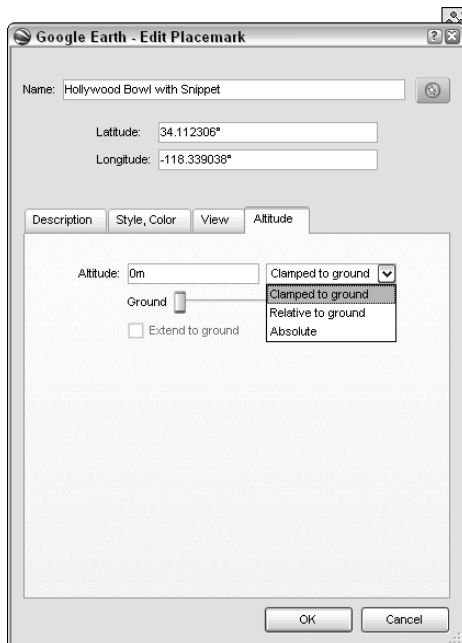 Google Earth - Edit Placemark
Name: Hollywood Bowl with Snippet
Latitude: 34.112306°
Longitude: -118.339038°
Description Style, Color View Altitude
Altitude: 0m Clamped to ground
Ground Clamped to ground
Relative to ground
Extend to ground Absolute
OK Cancel